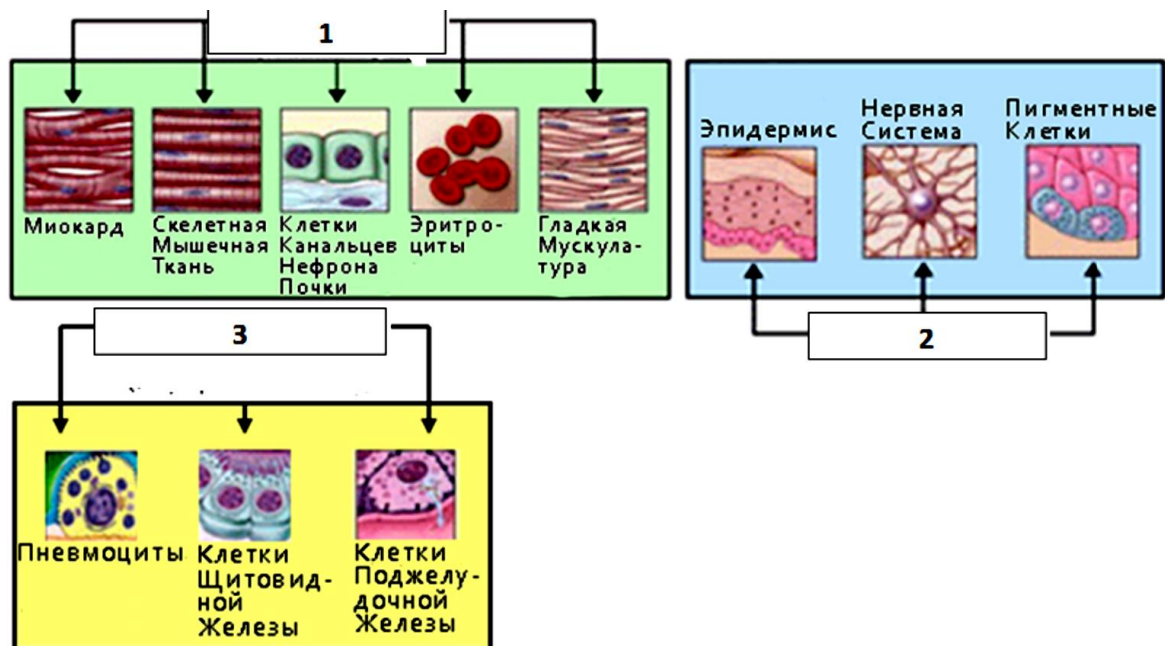 1
Миокард
Скелетная
Мышечная
Ткань
Клетки
Канальцев
Нефрона
Почки
Эритро-
циты
Гладкая
Мускула-
тура
Эпидермис
Нервная
Система
Пигментные
Клетки
2
3
Пневмоциты
Клетки
Щитовид-
ной
Железы
Клетки
Поджелу-
дочной
Железы